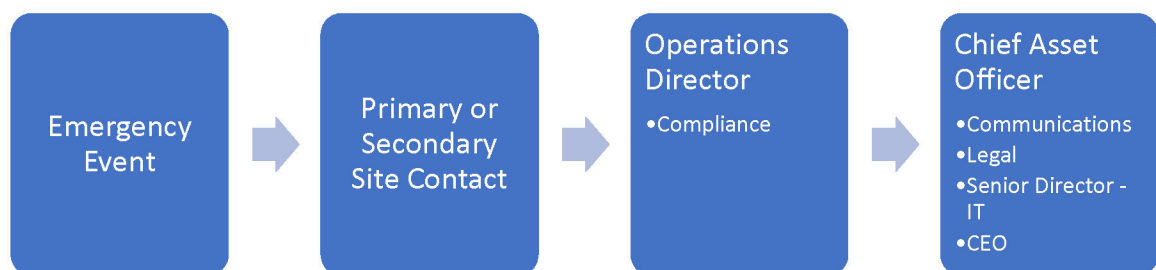 Emergency
Event
Primary or
Secondary
Site Contact
Operations
Director
•Compliance
Chief Asset
Officer
•Communications
•Legal
•Senior Director -
IT
•CEO